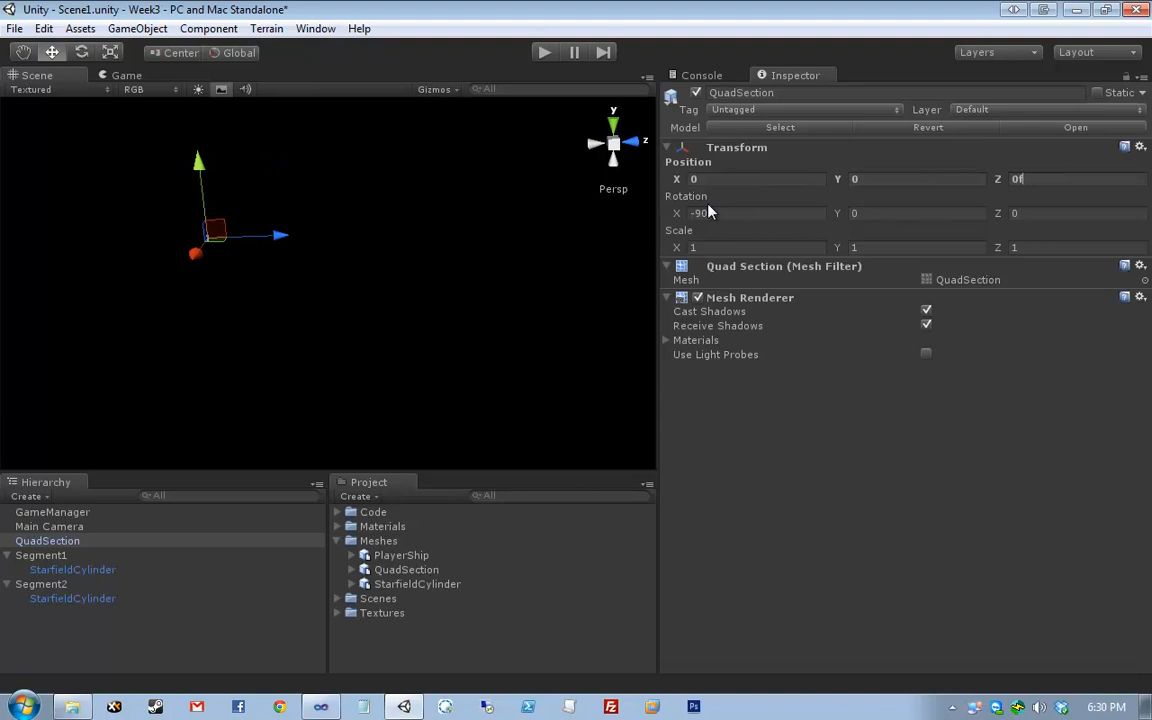 Unity - Scene1.unity - Week3 - PC and Mac Standalone*
File Edit Assets GameObject Component Terrain Window Help
Center Global Layers Layout
Scene Game Console Inspector
Textured RGB Gizmos All
QuadSection Static
Tag Untagged Layer Default
Model Select Revert Open
Transform
Position
X 0 Y 0 Z 0f
Rotation
X -90 Y 0 Z 0
Scale
X 1 Y 1 Z 1
Quad Section (Mesh Filter)
Mesh QuadSection
Mesh Renderer
Cast Shadows
Receive Shadows
Materials
Use Light Probes
y
z
Persp
Hierarchy
Create All
GameManager
Main Camera
QuadSection
Segment1
StarfieldCylinder
Segment2
StarfieldCylinder
Project
Create All
Code
Materials
Meshes
PlayerShip
QuadSection
StarfieldCylinder
Scenes
Textures
Ps
6:30 PM